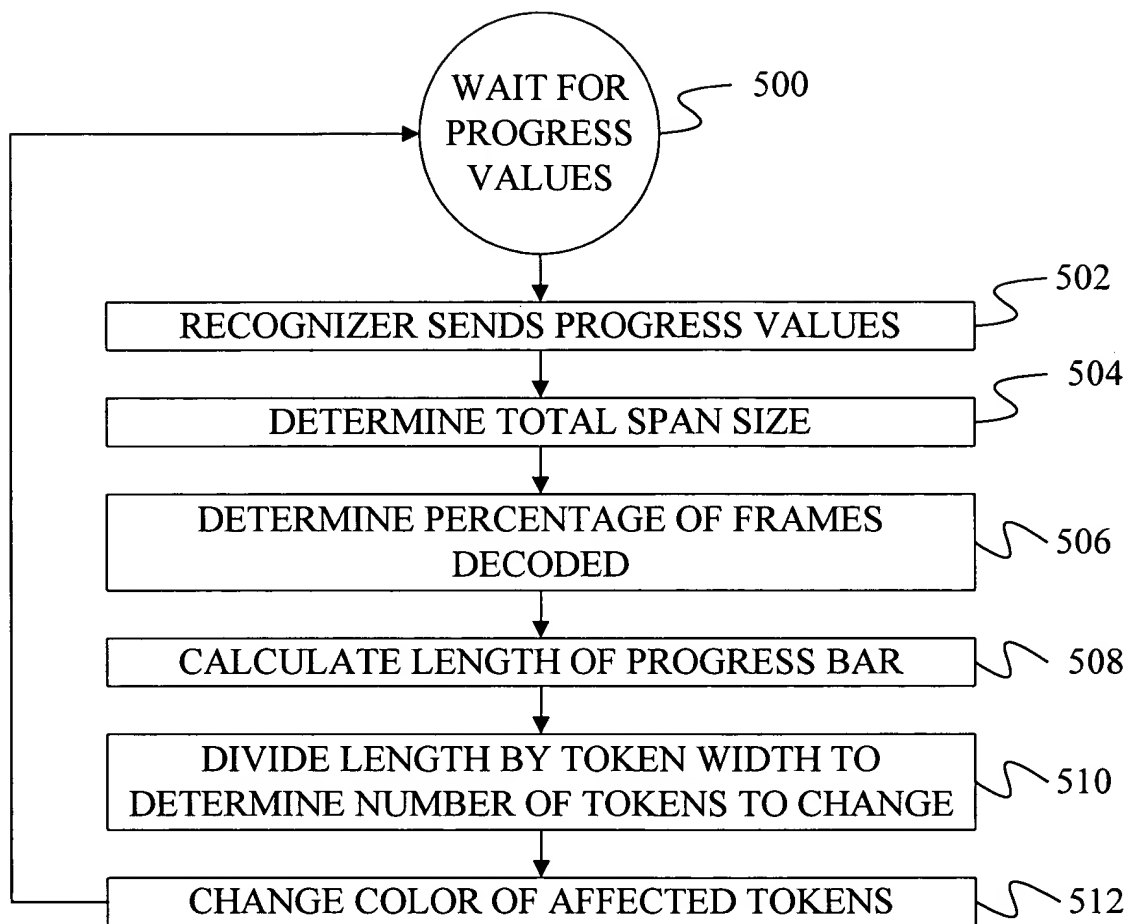 WAIT FOR
PROGRESS
VALUES
500
RECOGNIZER SENDS PROGRESS VALUES
502
DETERMINE TOTAL SPAN SIZE
504
DETERMINE PERCENTAGE OF FRAMES
DECODED
506
CALCULATE LENGTH OF PROGRESS BAR
508
DIVIDE LENGTH BY TOKEN WIDTH TO
DETERMINE NUMBER OF TOKENS TO CHANGE
510
CHANGE COLOR OF AFFECTED TOKENS
512